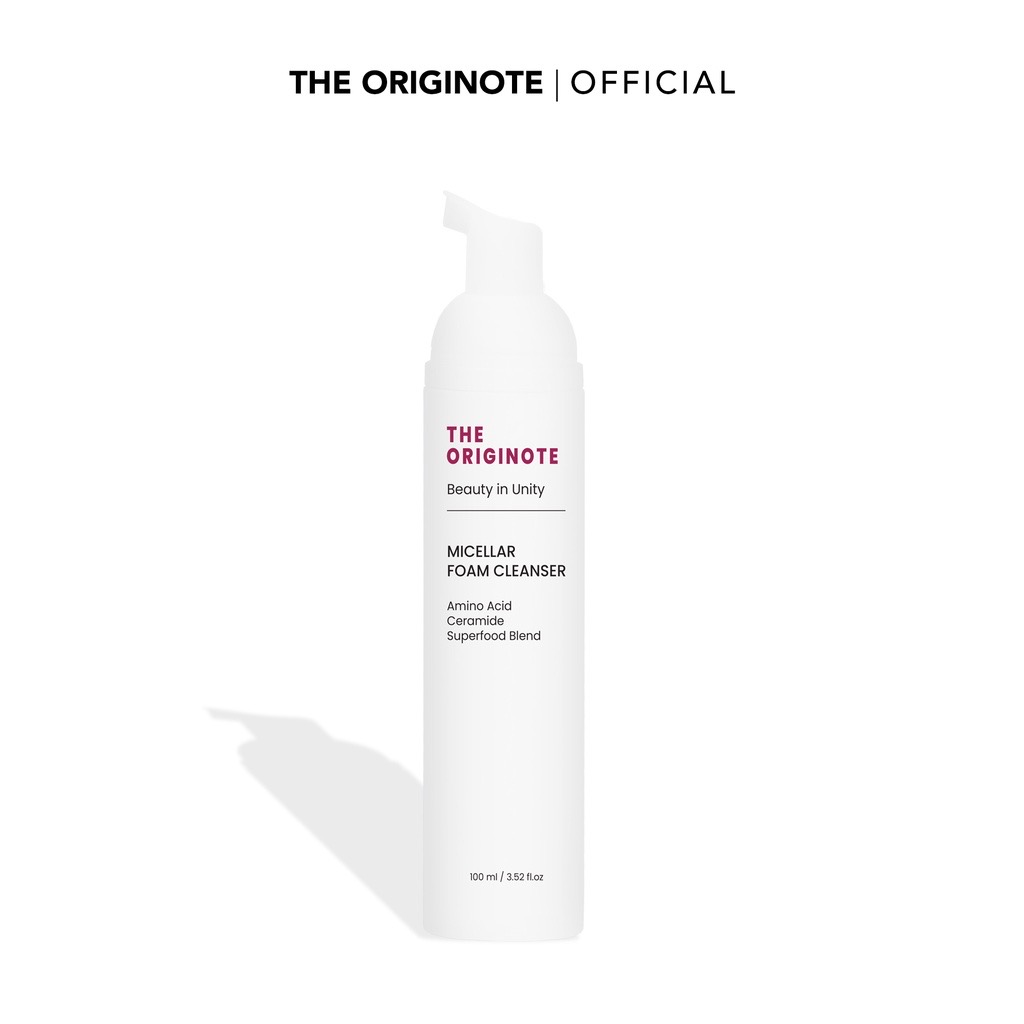 THE ORIGINOTE | OFFICIAL
THE
ORIGINOTE
Beauty in Unity
MICELLAR
FOAM CLEANSER
Amino Acid
Ceramide
Superfood Blend
100 ml / 3.52 fl.oz